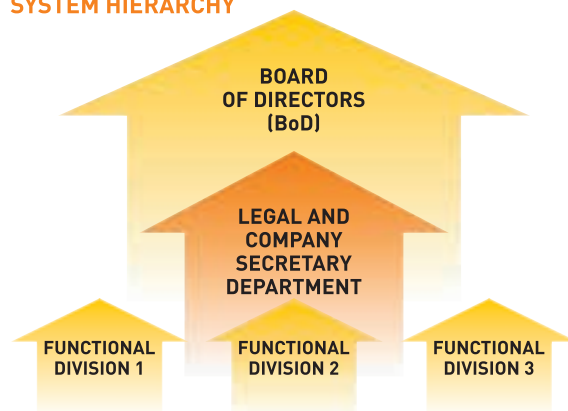 SYSTEM HIERARCHY
BOARD
OF DIRECTORS
(BoD)
LEGAL AND
COMPANY
SECRETARY
DEPARTMENT
FUNCTIONAL
DIVISION 1
FUNCTIONAL
DIVISION 2
FUNCTIONAL
DIVISION 3